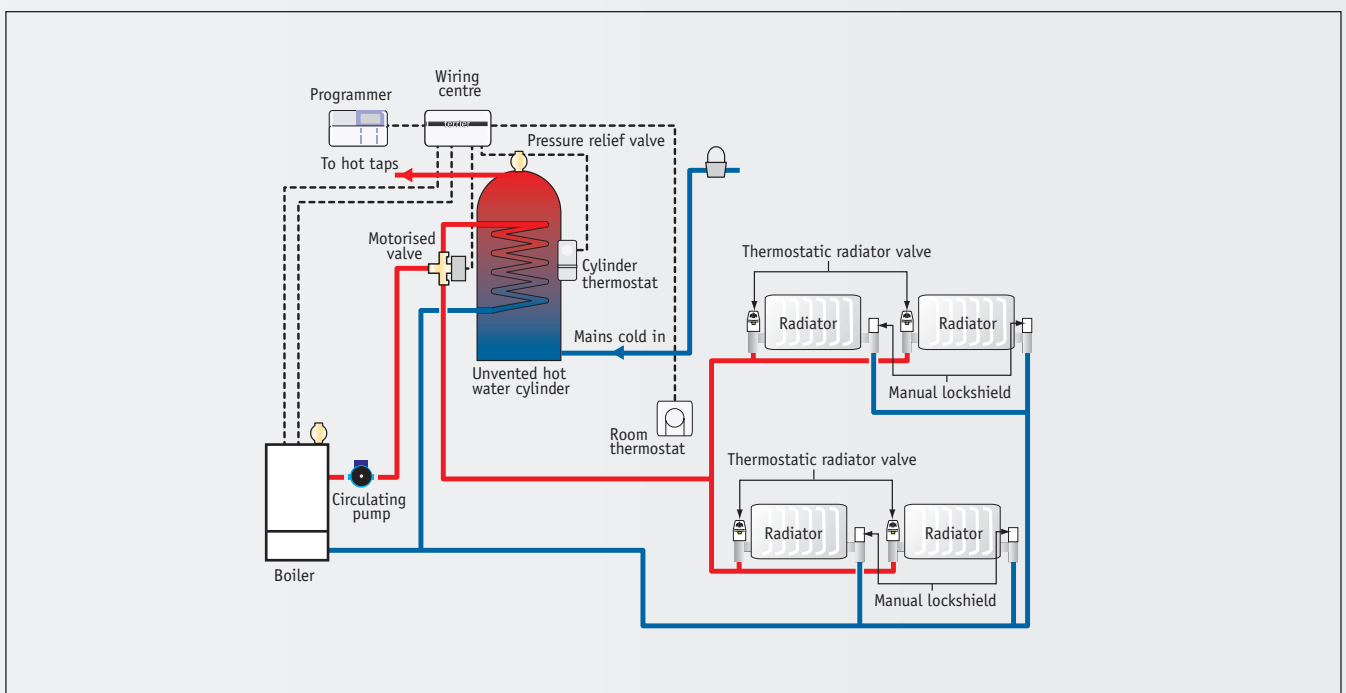 Wiring
centre
Programmer
terrier
Pressure relief valve
To hot taps
Motorised
valve
Cylinder
thermostat
Thermostatic radiator valve
Radiator
Radiator
Mains cold in
Unvented hot
water cylinder
Manual lockshield
Room
thermostat
Thermostatic radiator valve
Circulating
pump
Radiator
Radiator
Boiler
Manual lockshield